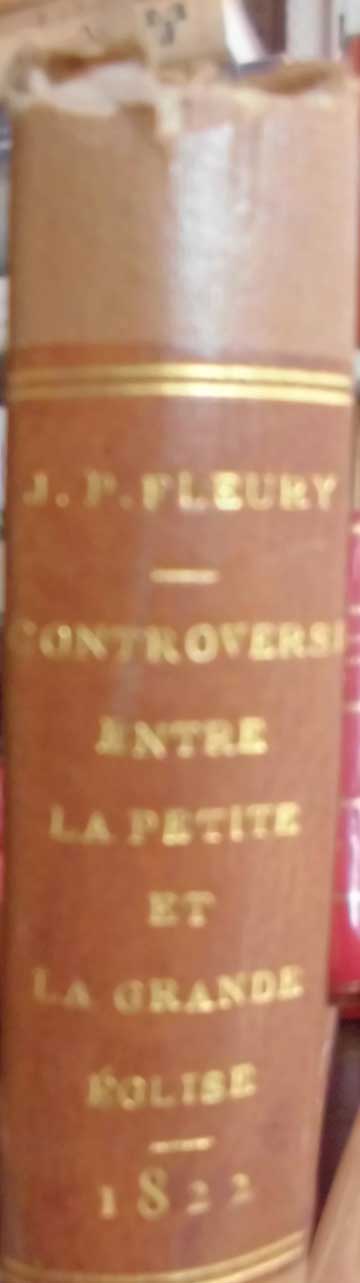 J. P. FLEURY
CONTROVERSE
ENTRE
LA PETITE
ET
LA GRANDE
ÉGLISE
1822